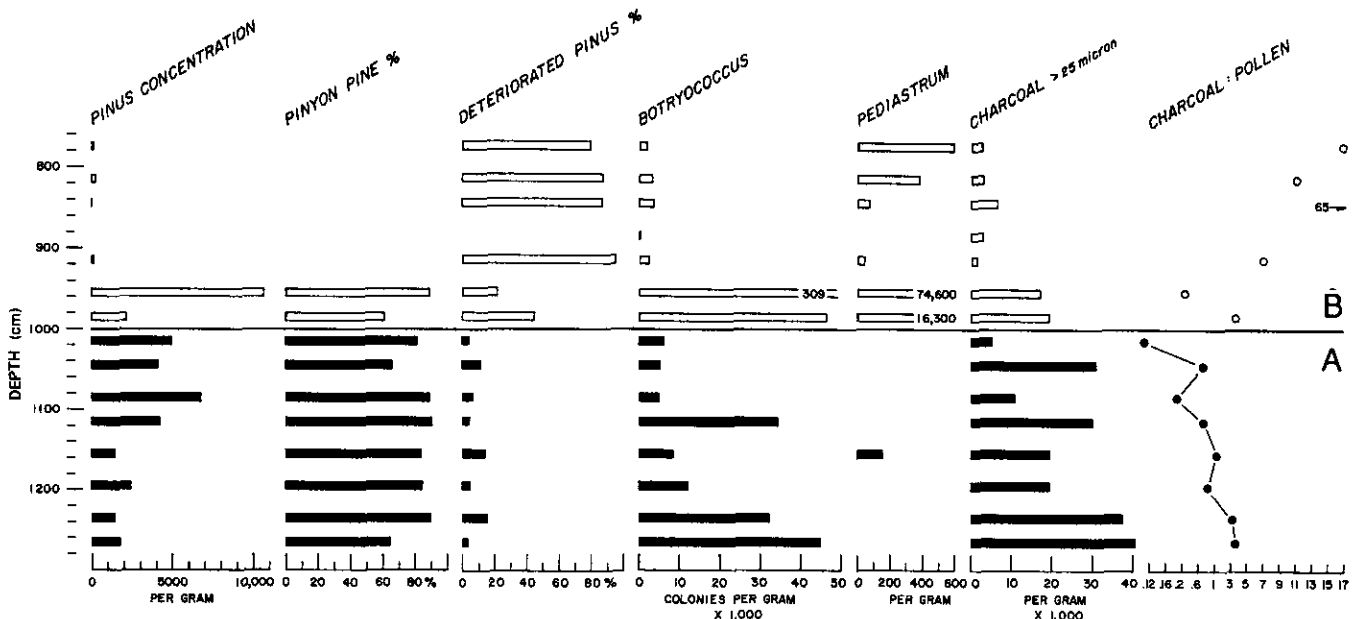 PINUS CONCENTRATION
PINYON PINE %
DETERIORATED PINUS %
BOTRYOCOCCUS
PEDIASTRUM
CHARCOAL > 25 micron
CHARCOAL : POLLEN
800
65
900
309
74,600
B
16,300
1000
A
DEPTH (cm)
1100
1200
0 5000 10,000
0 20 40 60 80 %
0 20 40 60 80 %
0 10 20 30 40 50
0 200 400 600
0 10 20 30 40
.12 .16 .2 .6 1 3 5 7 9 11 13 15 17
PER GRAM
COLONIES PER GRAM
X 1,000
PER GRAM
PER GRAM
X 1,000